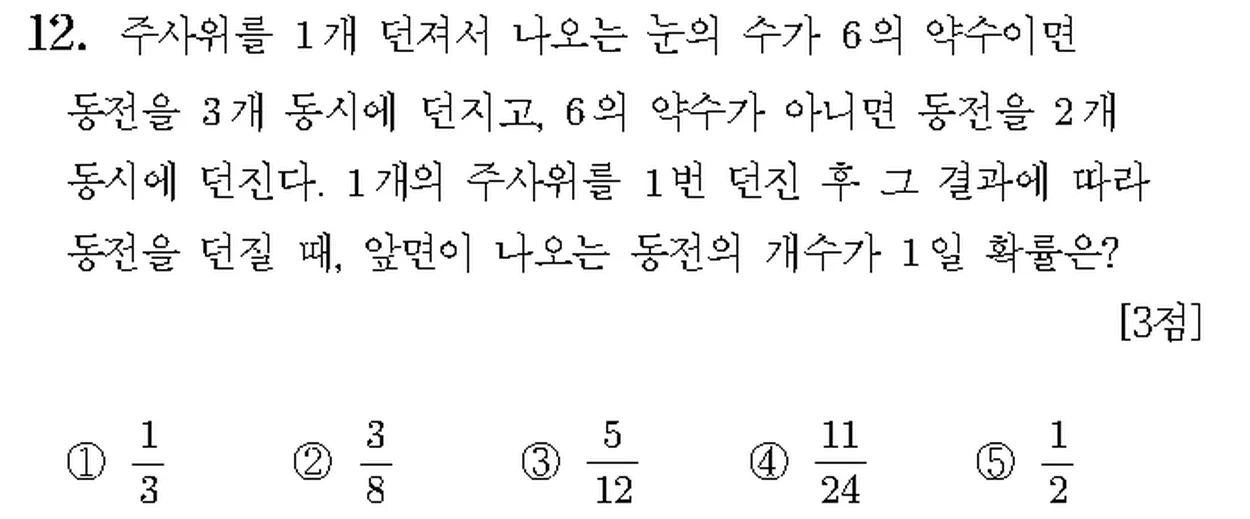 12. 주사위를 1개 던져서 나오는 눈의 수가 6의 약수이면
동전을 3개 동시에 던지고, 6의 약수가 아니면 동전을 2개
동시에 던진다. 1개의 주사위를 1번 던진 후 그 결과에 따라
동전을 던질 때, 앞면이 나오는 동전의 개수가 1일 확률은?
[3점]
① 1/3 ② 3/8 ③ 5/12 ④ 11/24 ⑤ 1/2